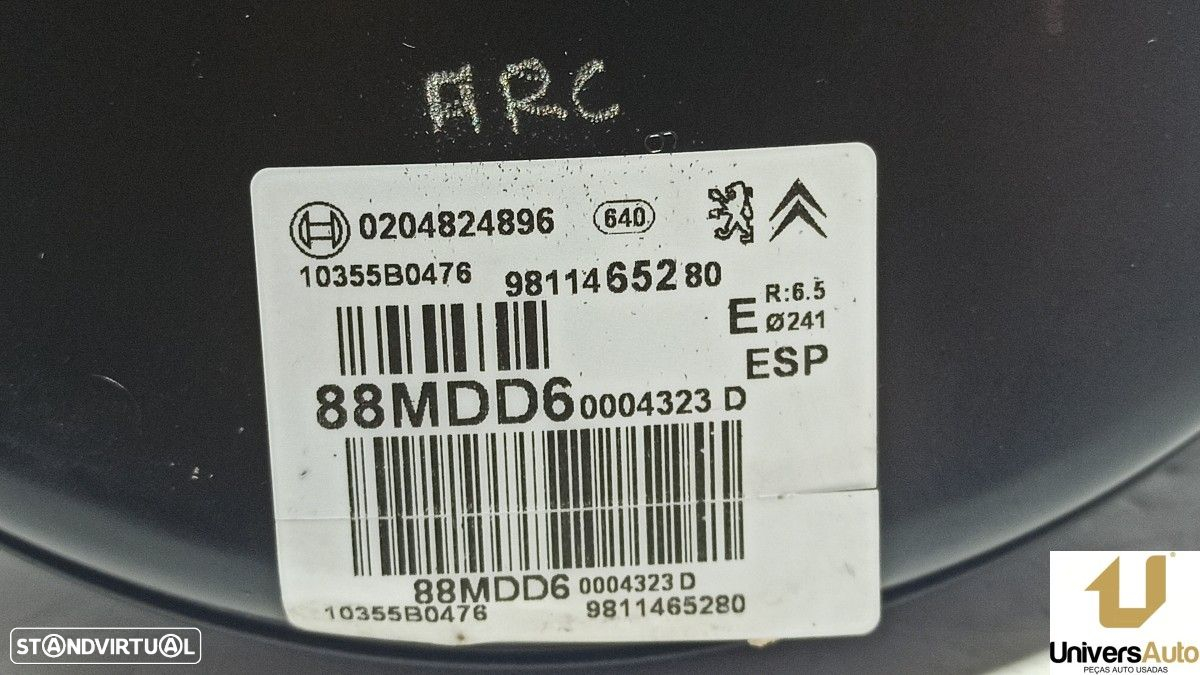 ARC
0204824896 640
10355B0476 9811465280
E R:6.5
Ø241
ESP
88MDD6 0004323 D
88MDD6 0004323 D
10355B0476 9811465280
STANDVIRTUAL
UniversAuto
PEÇAS AUTO USADAS